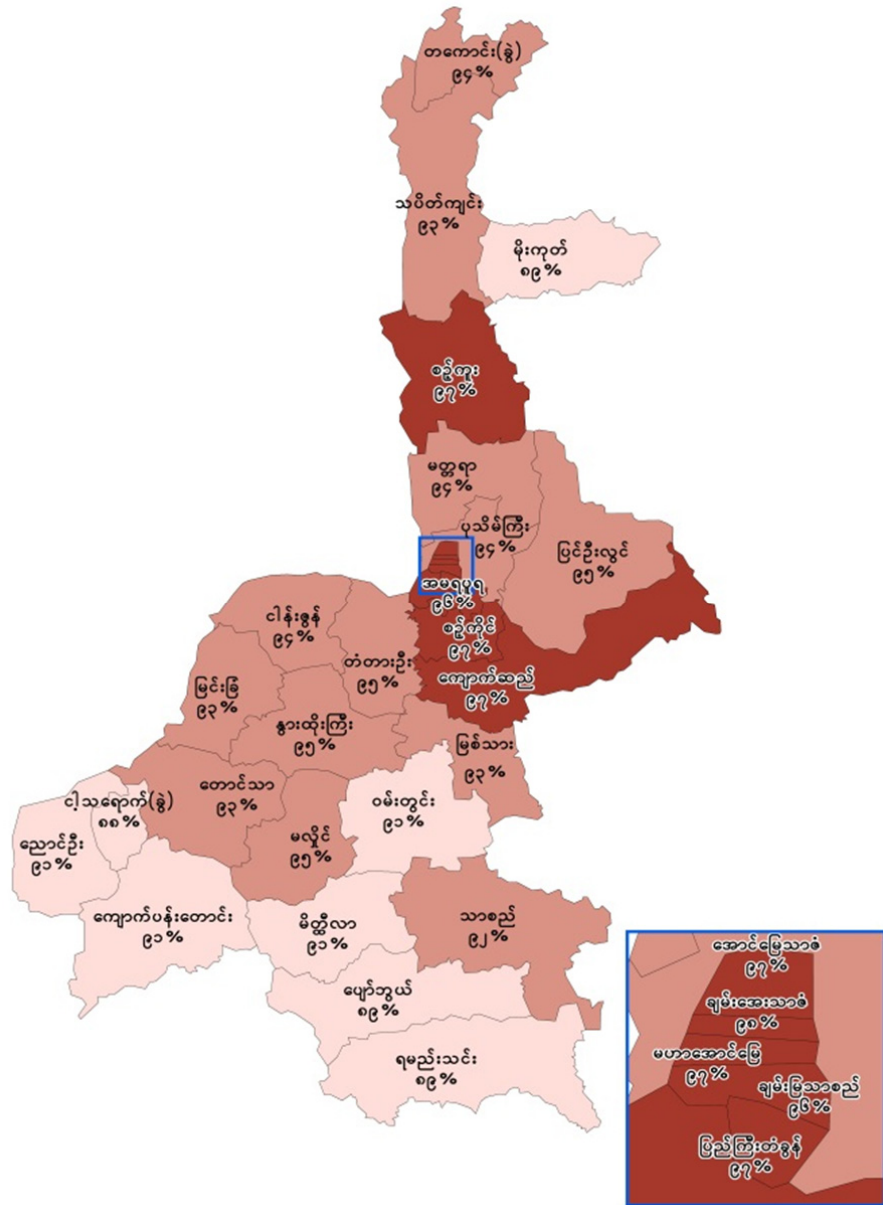 တကောင်း(ခွဲ)
၉၄%
သပိတ်ကျင်း
၉၃%
မိုးကုတ်
၈၉%
စဉ့်ကူး
၉၇%
မတ္တရာ
၉၄%
ပုသိမ်ကြီး
၉၄%
ပြင်ဦးလွင်
၉၅%
အမရပူရ
၉၆%
စဉ့်ကိုင်
၉၇%
ကျောက်ဆည်
၉၇%
ငါန်းဇွန်
၉၄%
တံတားဦး
၉၅%
မြင်းခြံ
၉၃%
နွားထိုးကြီး
၉၅%
မြစ်သား
၉၃%
တောင်သာ
၉၃%
ငါ့သရောက်(ခွဲ)
၈၈%
ဝမ်းတွင်း
၉၁%
ညောင်ဦး
၉၁%
မလှိုင်
၉၅%
ကျောက်ပန်းတောင်း
၉၁%
မိတ္ထီလာ
၉၁%
သာစည်
၉၂%
ပျော်ဘွယ်
၈၉%
ရမည်းသင်း
၈၉%
အောင်မြေသာဇံ
၉၇%
ချမ်းအေးသာဇံ
၉၈%
မဟာအောင်မြေ
၉၇%
ချမ်းမြသာစည်
၉၆%
ပြည်ကြီးတံခွန်
၉၇%